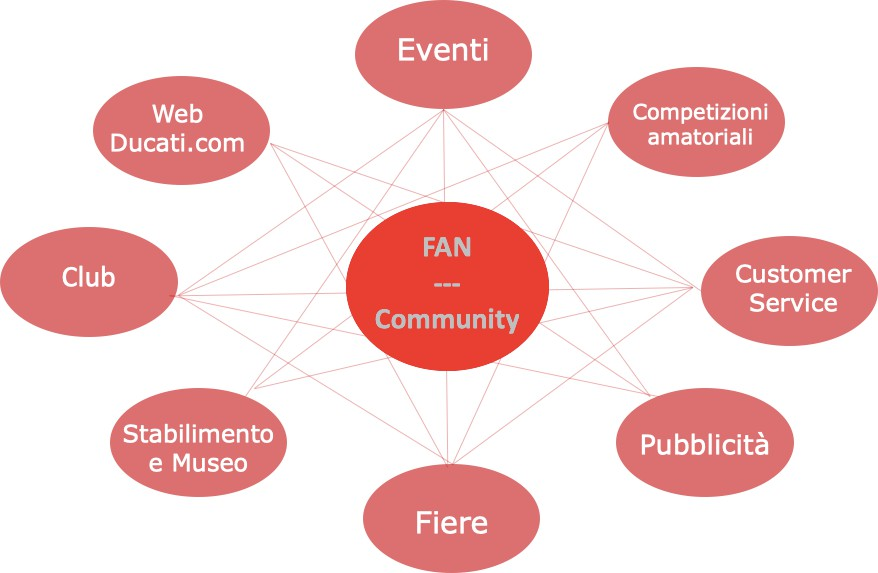 Eventi
Web
Ducati.com
Competizioni
amatoriali
FAN
---
Community
Club
Customer
Service
Stabilimento
e Museo
Pubblicità
Fiere